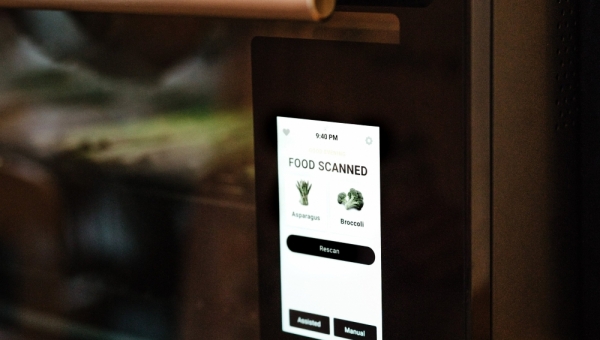 9:40 PM
FOOD SCANNED
Asparagus Broccoli
Rescan
Assisted Manual